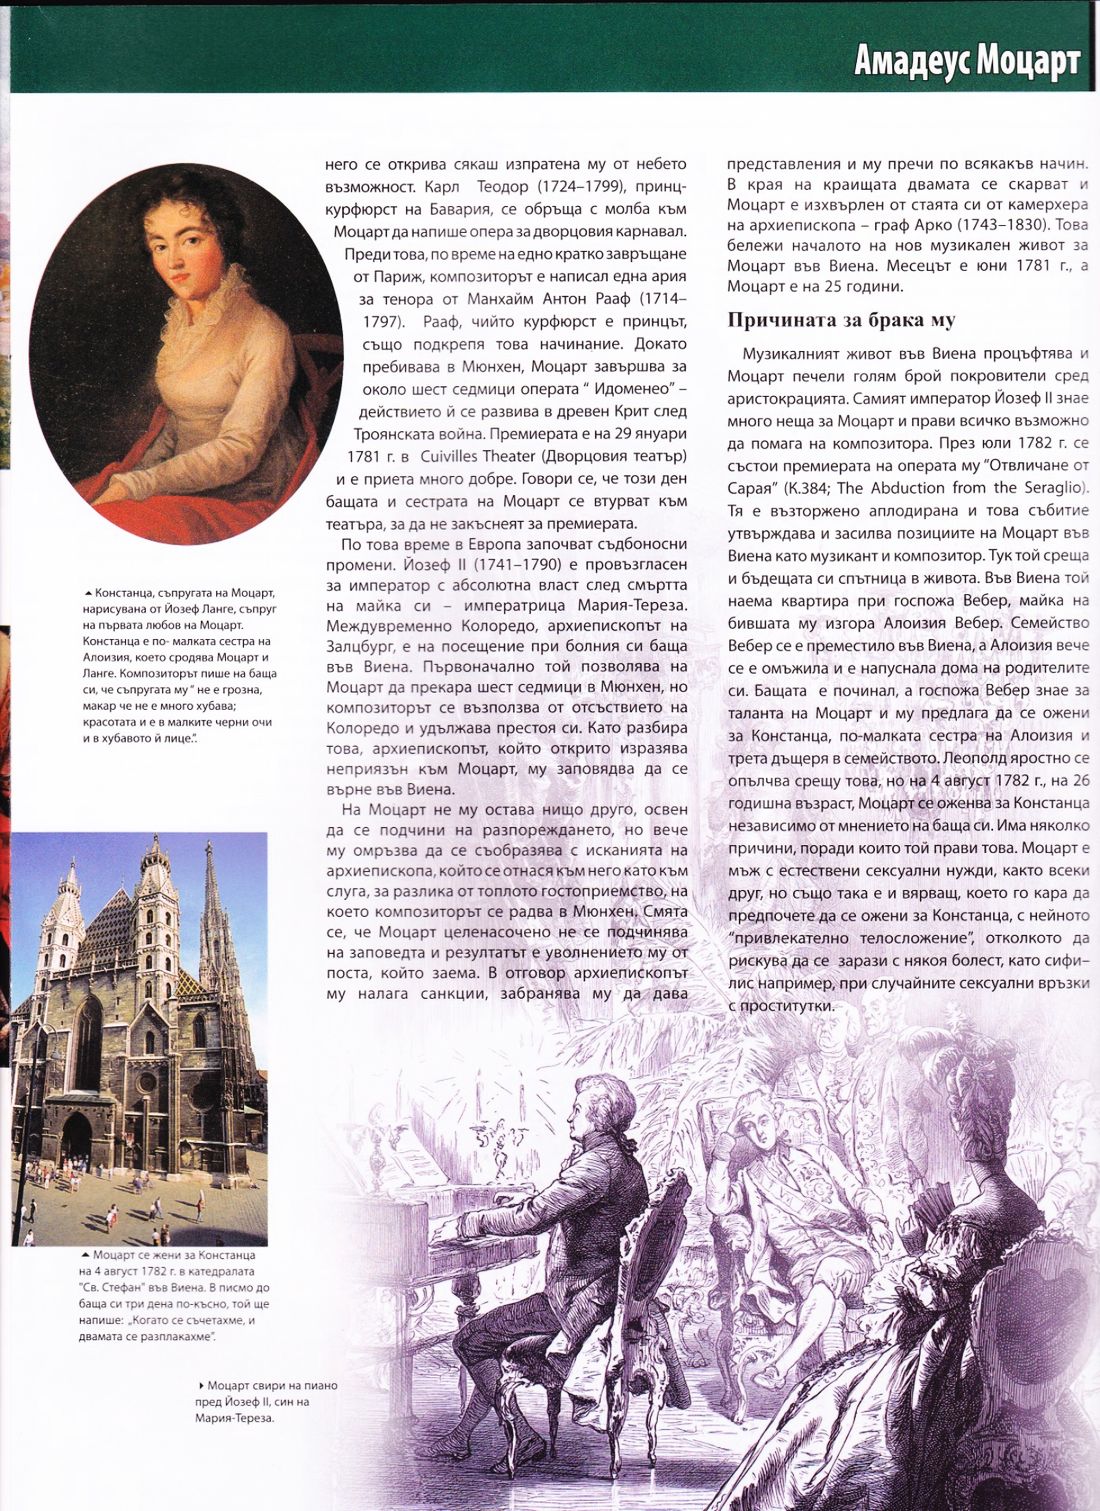 Амадеус Моцарт
него се открива сякаш изпратена му от небето
възможност. Карл Теодор (1724–1799), принц-
курфюрст на Бавария, се обръща с молба към
Моцарт да напише опера за дворцовия карнавал.
Преди това, по време на едно кратко завръщане
от Париж, композиторът е написал една ария
за тенора от Манхайм Антон Рааф (1714–
1797). Рааф, чийто курфюрст е принцът,
също подкрепя това начинание. Докато
пребивава в Мюнхен, Моцарт завършва за
около шест седмици операта “ Идоменео” –
действието ѝ се развива в древен Крит след
Троянската война. Премиерата е на 29 януари
1781 г. в Cuivilles Theater (Дворцовия театър)
и е приета много добре. Говори се, че този ден
бащата и сестрата на Моцарт се втурват към
театъра, за да не закъснеят за премиерата.
По това време в Европа започват съдбоносни
промени. Йозеф II (1741–1790) е провъзгласен
за император с абсолютна власт след смъртта
на майка си – императрица Мария-Тереза.
Междувременно Колоредо, архиепископът на
Залцбург, е на посещение при болния си баща
във Виена. Първоначално той позволява на
Моцарт да прекара шест седмици в Мюнхен, но
композиторът се възползва от отсъствието на
Колоредо и удължава престоя си. Като разбира
това, архиепископът, който открито изразява
неприязън към Моцарт, му заповядва да се
върне във Виена.
На Моцарт не му остава нищо друго, освен
да се подчини на разпореждането, но вече
му омръзва да се съобразява с исканията на
архиепископа, който се отнася към него като към
слуга, за разлика от топлото гостоприемство, на
което композиторът се радва в Мюнхен. Смята
се, че Моцарт целенасочено не се подчинява
на заповедта и резултатът е уволнението му от
поста, който заема. В отговор архиепископът
му налага санкции, забранява му да дава
представления и му пречи по всякакъв начин.
В края на краищата двамата се скарват и
Моцарт е изхвърлен от стаята си от камерхера
на архиепископа – граф Арко (1743–1830). Това
бележи началото на нов музикален живот за
Моцарт във Виена. Месецът е юни 1781 г., а
Моцарт е на 25 години.
Причината за брака му
Музикалният живот във Виена процъфтява и
Моцарт печели голям брой покровители сред
аристокрацията. Самият император Йозеф II знае
много неща за Моцарт и прави всичко възможно
да помага на композитора. През юли 1782 г. се
състои премиерата на операта му “Отвличане от
Сарая” (К.384; The Abduction from the Seraglio).
Тя е възторжено аплодирана и това събитие
утвърждава и засилва позициите на Моцарт във
Виена като музикант и композитор. Тук той среща
и бъдещата си спътница в живота. Във Виена той
наема квартира при госпожа Вебер, майка на
бившата му изгора Алоизия Вебер. Семейство
Вебер се е преместило във Виена, а Алоизия вече
се е омъжила и е напуснала дома на родителите
си. Бащата е починал, а госпожа Вебер знае за
таланта на Моцарт и му предлага да се ожени
за Констанца, по-малката сестра на Алоизия и
трета дъщеря в семейството. Леополд яростно се
опълчва срещу това, но на 4 август 1782 г., на 26
годишна възраст, Моцарт се оженва за Констанца
независимо от мнението на баща си. Има няколко
причини, поради които той прави това. Моцарт е
мъж с естествени сексуални нужди, както всеки
друг, но също така е и вярващ, което го кара да
предпочете да се ожени за Констанца, с нейното
“привлекателно телосложение”, отколкото да
рискува да се зарази с някоя болест, като сифи–
лис например, при случайните сексуални връзки
с проститутки.
▲ Констанца, съпругата на Моцарт,
нарисувана от Йозеф Ланге, съпруг
на първата любов на Моцарт.
Констанца е по- малката сестра на
Алоизия, което сродява Моцарт и
Ланге. Композиторът пише на баща
си, че съпругата му “ не е грозна,
макар че не е много хубава;
красотата и е в малките черни очи
и в хубавото ѝ лице.”.
▲ Моцарт се жени за Констанца
на 4 август 1782 г. в катедралата
"Св. Стефан" във Виена. В писмо до
баща си три дена по-късно, той ще
напише: „Когато се съчетахме, и
двамата се разплакахме”.
▶ Моцарт свири на пиано
пред Йозеф II, син на
Мария-Тереза.